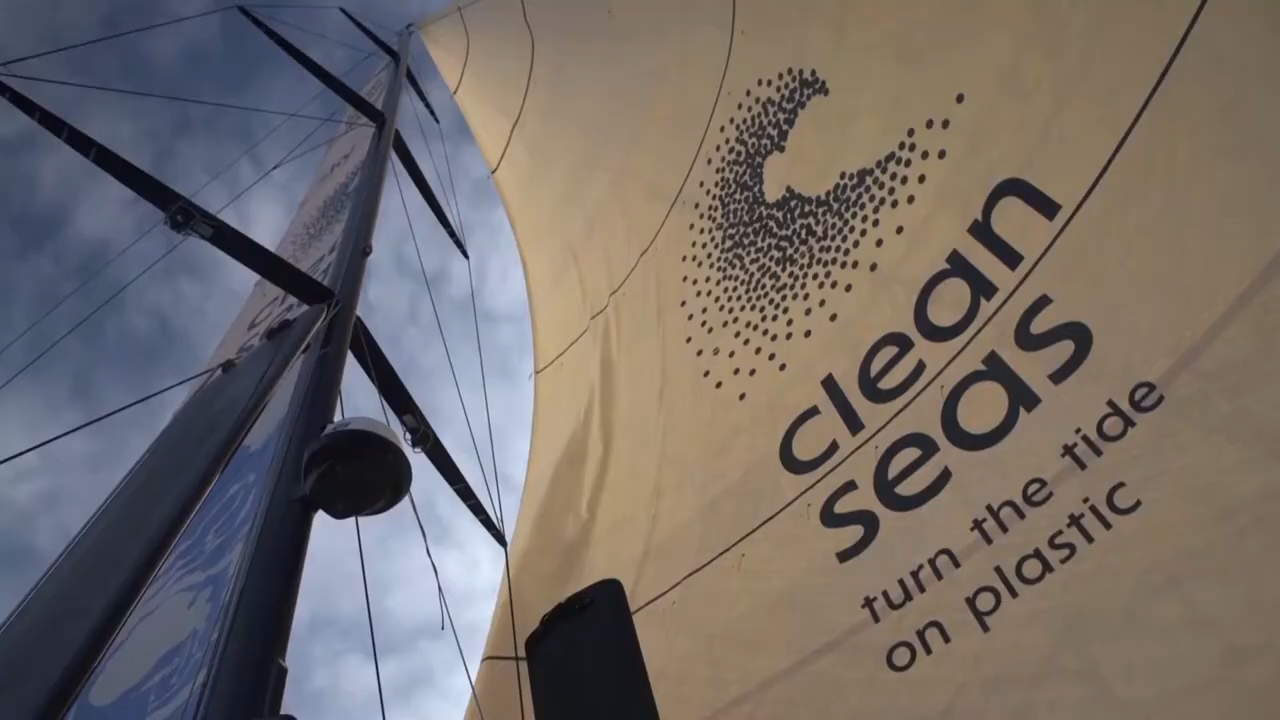 clean
seas
turn the tide
on plastic